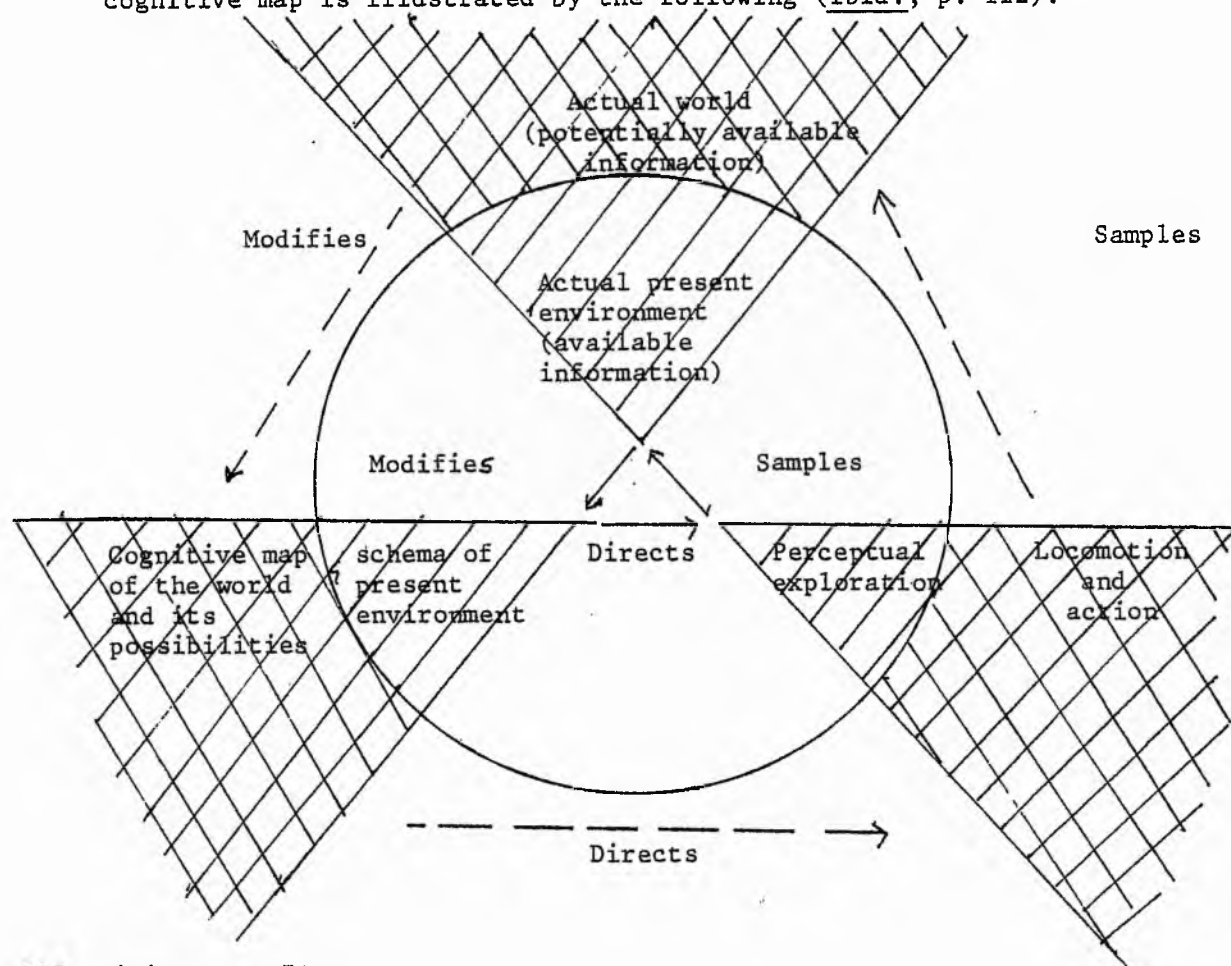 cognitive map is illustrated by the following (ibid., p. 112).
Actual world
(potentially available
information)
Modifies
Samples
Actual present
environment
(available
information)
Modifies
Samples
Cognitive map
of the world
and its
possibilities
schema of
present
environment
Directs
Perceptual
exploration
Locomotion
and
action
Directs